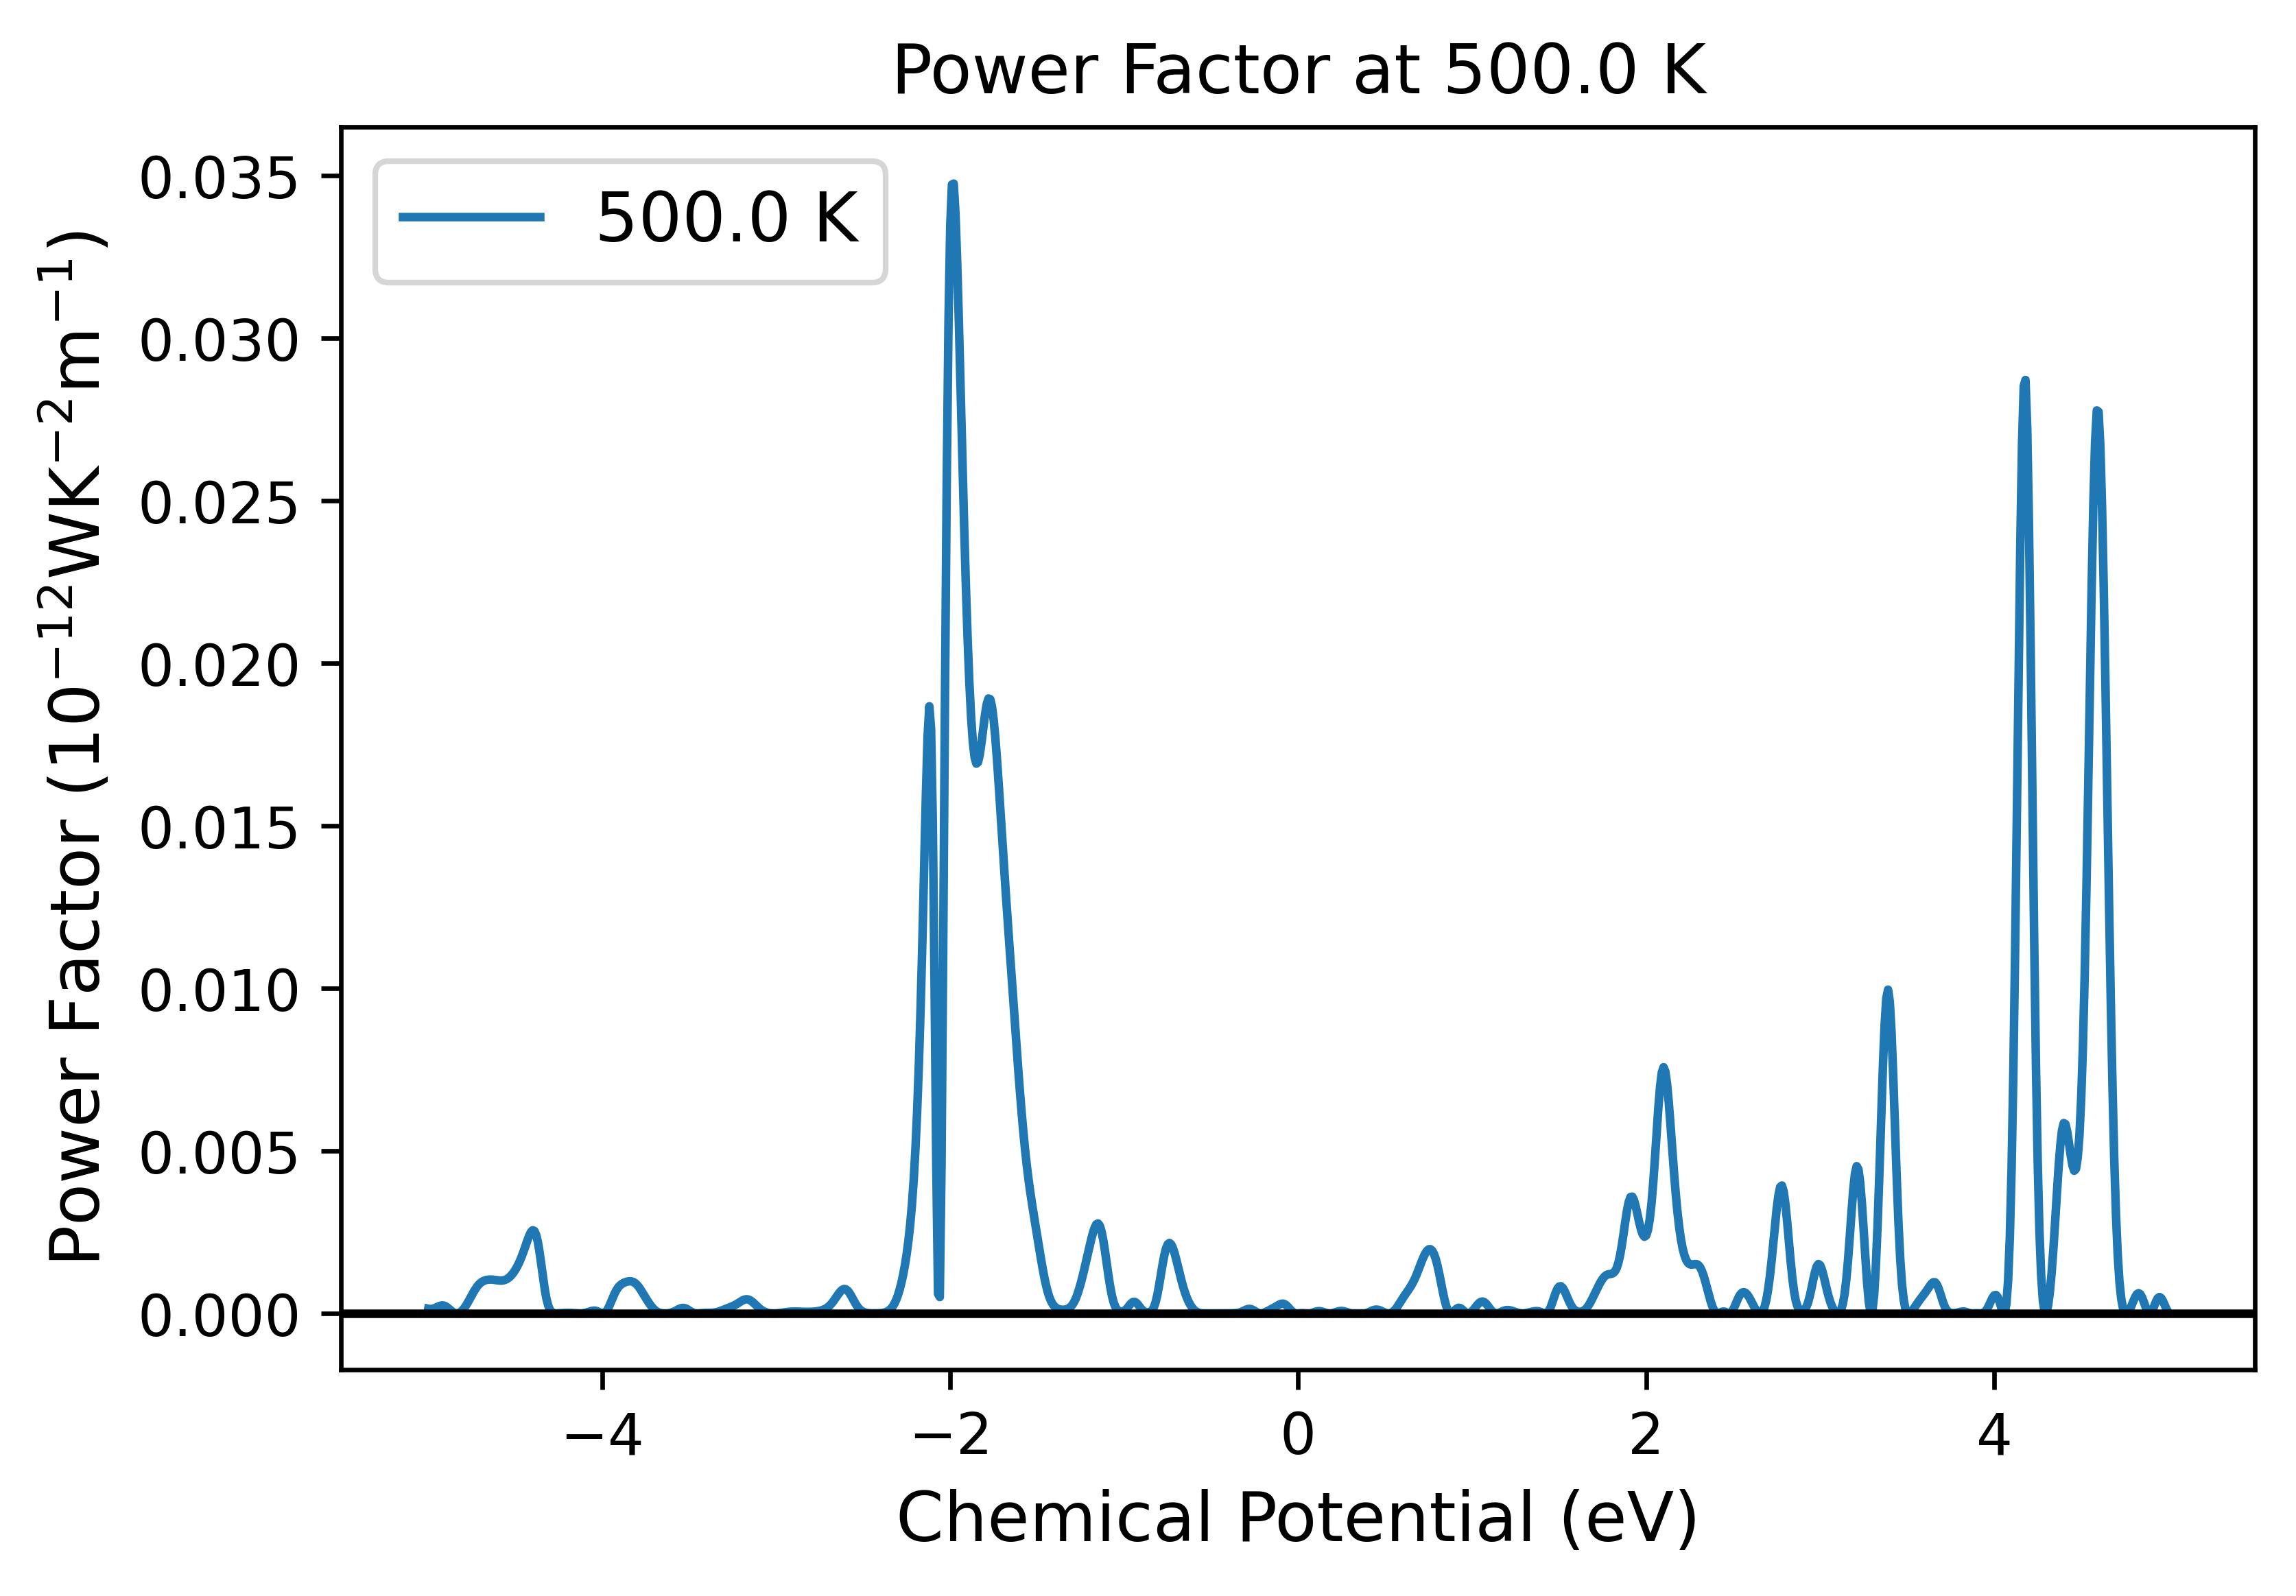 Power Factor at 500.0 K
500.0 K
Power Factor (10⁻¹²WK⁻²m⁻¹)
0.035
0.030
0.025
0.020
0.015
0.010
0.005
0.000
−4 −2 0 2 4
Chemical Potential (eV)